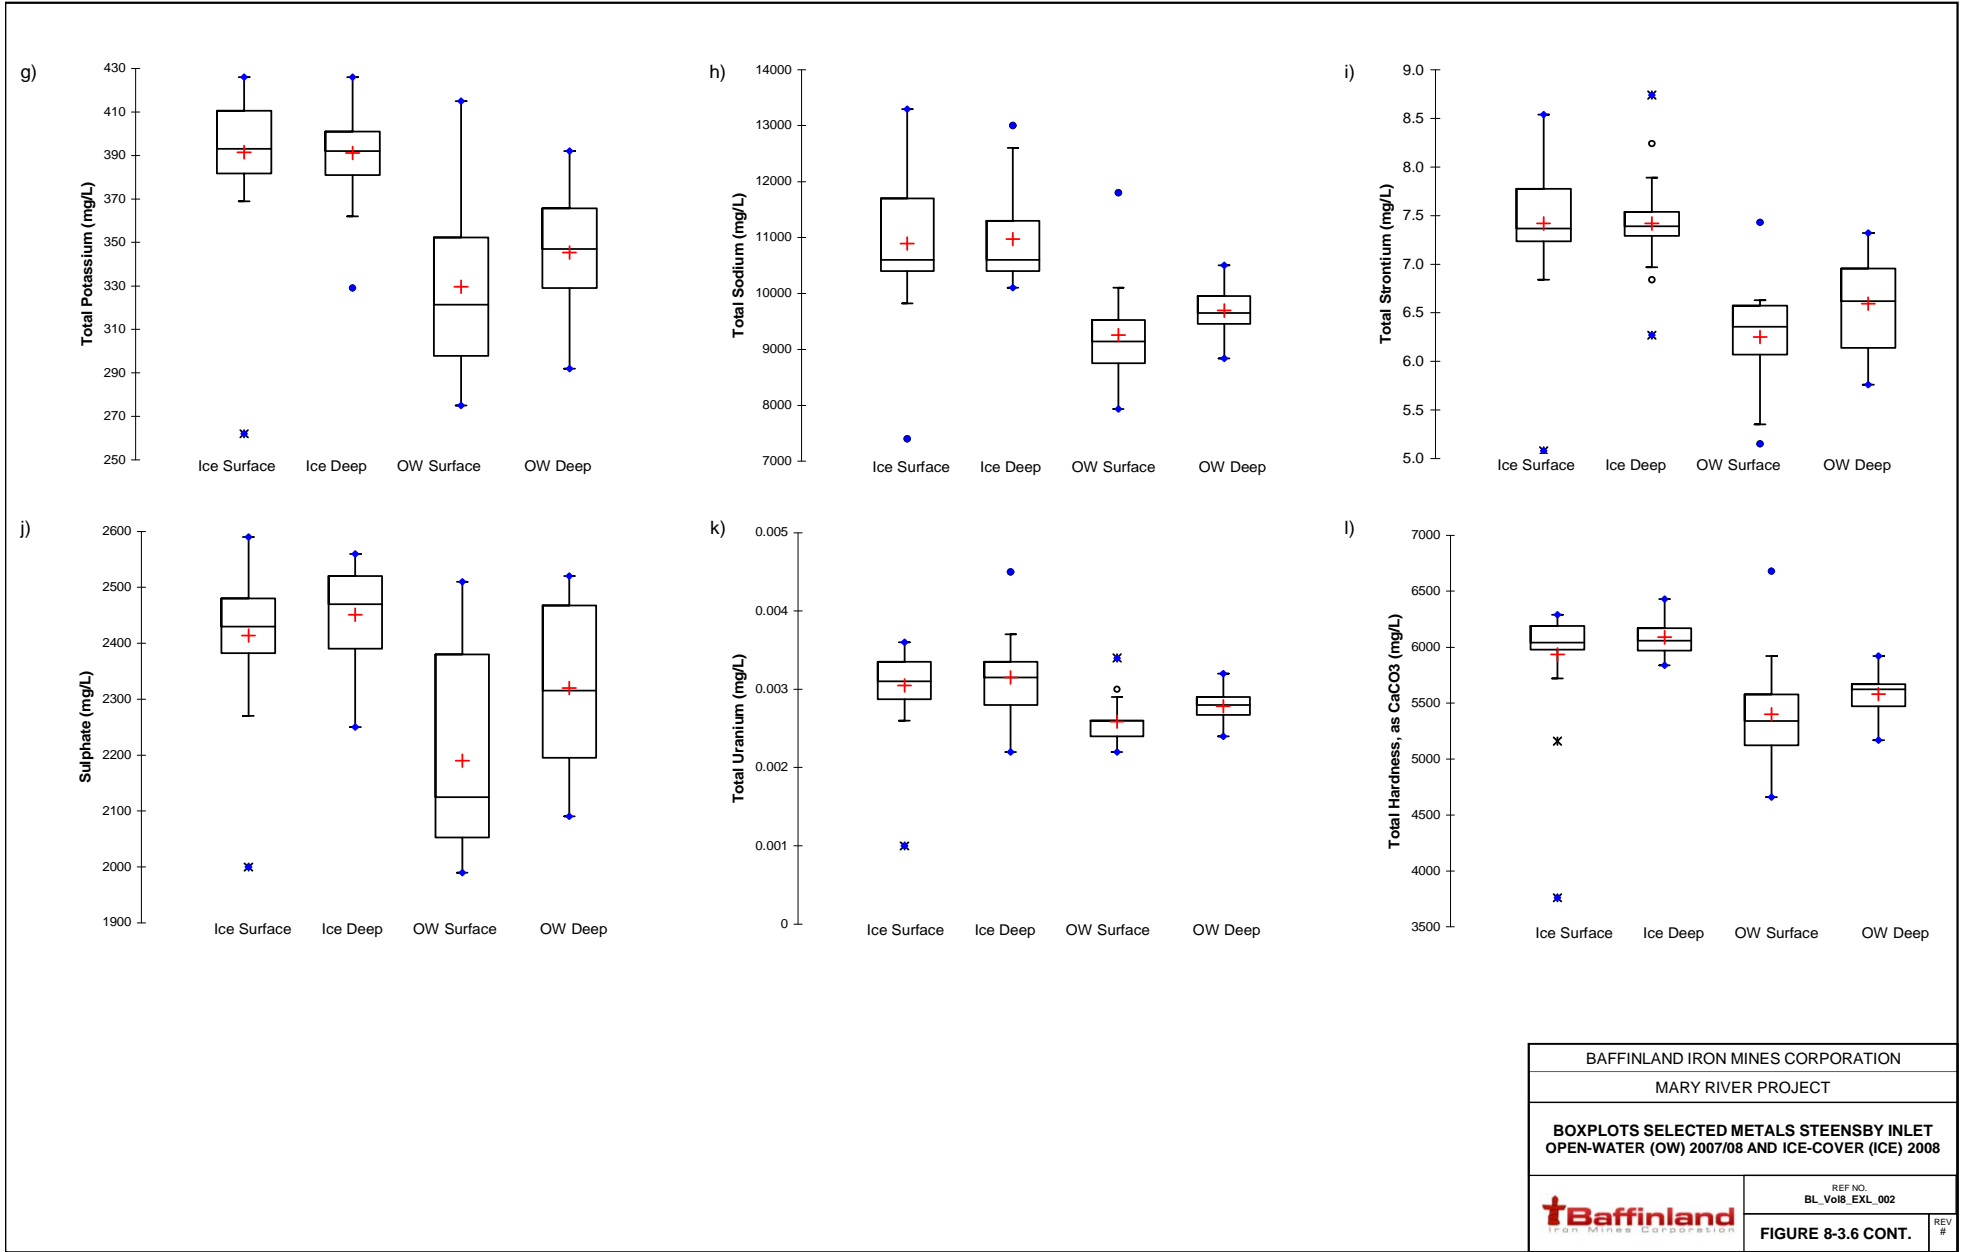 g)
Total Potassium (mg/L)
430
410
390
370
350
330
310
290
270
250
Ice Surface Ice Deep OW Surface OW Deep
h)
Total Sodium (mg/L)
14000
13000
12000
11000
10000
9000
8000
7000
Ice Surface Ice Deep OW Surface OW Deep
i)
Total Strontium (mg/L)
9.0
8.5
8.0
7.5
7.0
6.5
6.0
5.5
5.0
Ice Surface Ice Deep OW Surface OW Deep
j)
Sulphate (mg/L)
2600
2500
2400
2300
2200
2100
2000
1900
Ice Surface Ice Deep OW Surface OW Deep
k)
Total Uranium (mg/L)
0.005
0.004
0.003
0.002
0.001
0
Ice Surface Ice Deep OW Surface OW Deep
l)
Total Hardness, as CaCO3 (mg/L)
7000
6500
6000
5500
5000
4500
4000
3500
Ice Surface Ice Deep OW Surface OW Deep
BAFFINLAND IRON MINES CORPORATION
MARY RIVER PROJECT
BOXPLOTS SELECTED METALS STEENSBY INLET
OPEN-WATER (OW) 2007/08 AND ICE-COVER (ICE) 2008
Baffinland
Iron Mines Corporation
REF NO.
BL_Vol8_EXL_002
FIGURE 8-3.6 CONT.
REV
#